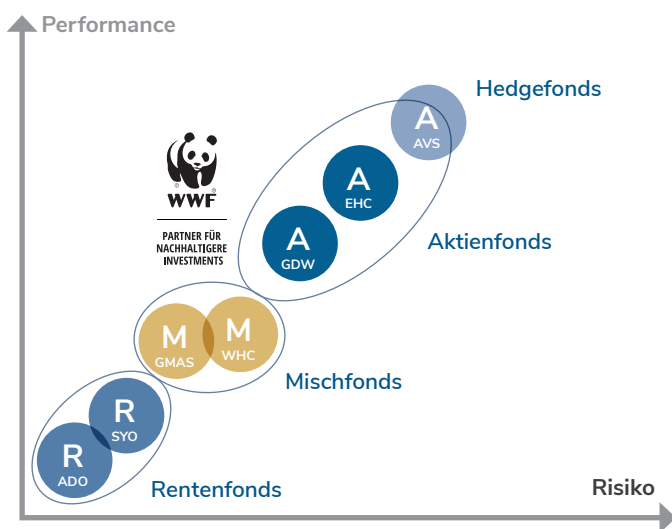 Performance
Hedgefonds
A
AVS
WWF
®
®
PARTNER FÜR
NACHHALTIGERE
INVESTMENTS
A
EHC
A
GDW
Aktienfonds
M
GMAS
M
WHC
Mischfonds
R
SYO
R
ADO
Rentenfonds
Risiko